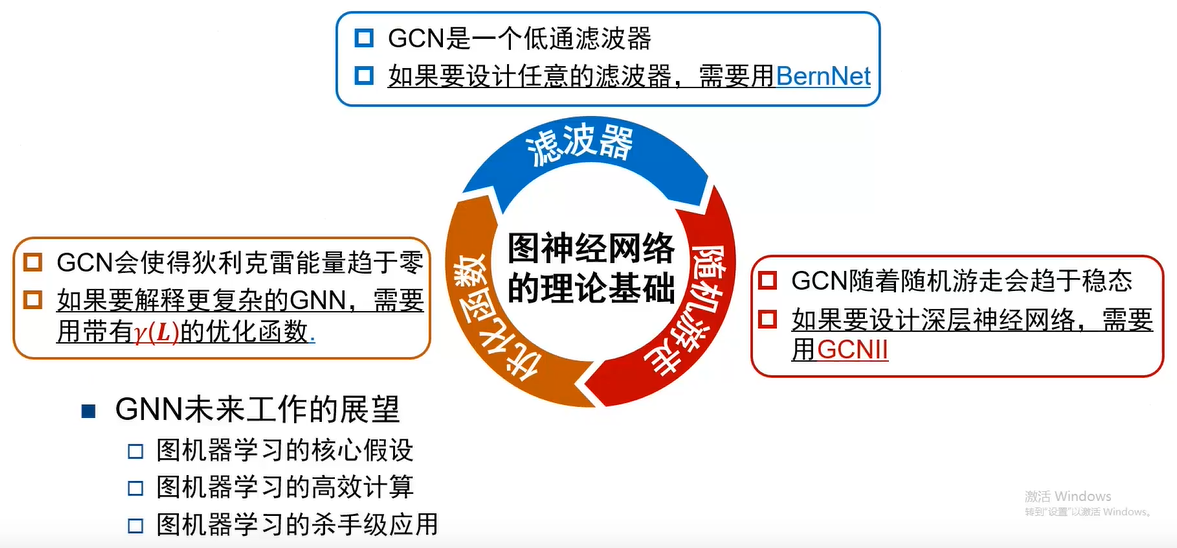 GCN是一个低通滤波器
如果要设计任意的滤波器，需要用BernNet
滤波器
图神经网络
的理论基础
随机游走
优化函数
GCN会使得狄利克雷能量趋于零
如果要解释更复杂的GNN，需要
用带有γ(L)的优化函数.
GCN随着随机游走会趋于稳态
如果要设计深层神经网络，需要
用GCNII
GNN未来工作的展望
图机器学习的核心假设
图机器学习的高效计算
图机器学习的杀手级应用
激活 Windows
转到“设置”以激活 Windows。